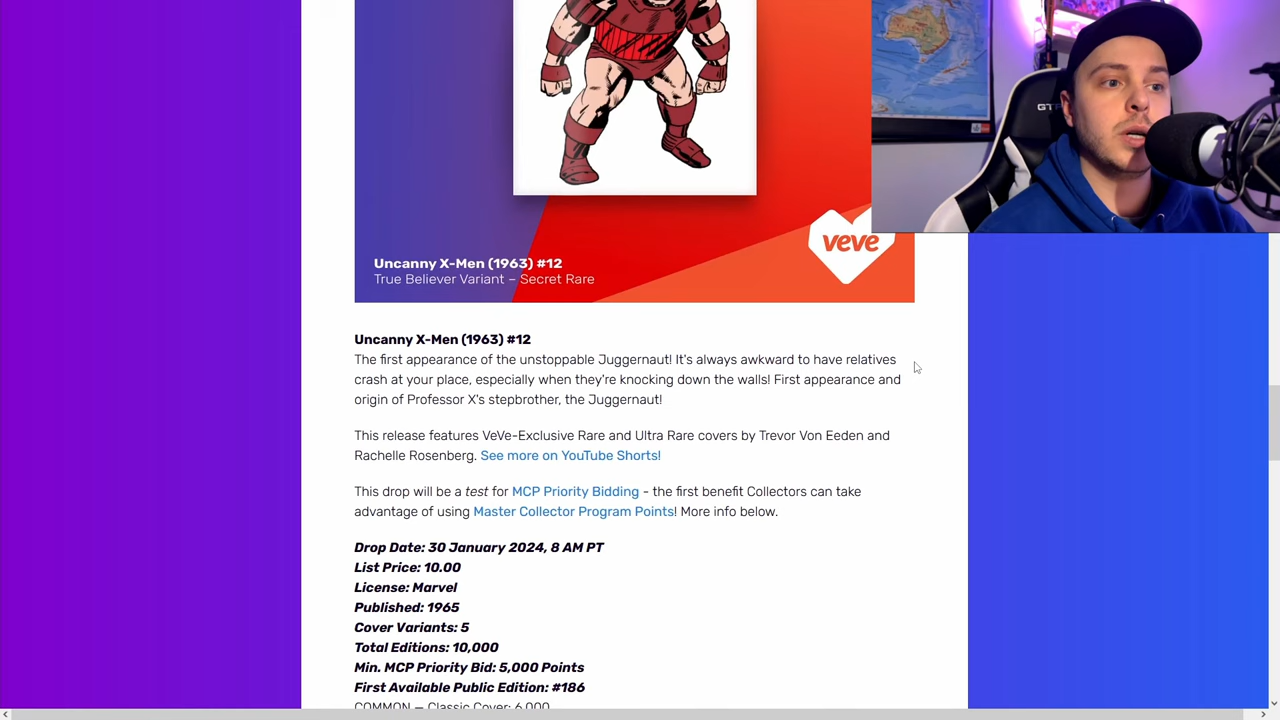 GT
veve
Uncanny X-Men (1963) #12
True Believer Variant – Secret Rare
Uncanny X-Men (1963) #12
The first appearance of the unstoppable Juggernaut! It's always awkward to have relatives
crash at your place, especially when they're knocking down the walls! First appearance and
origin of Professor X's stepbrother, the Juggernaut!
This release features VeVe-Exclusive Rare and Ultra Rare covers by Trevor Von Eeden and
Rachelle Rosenberg. See more on YouTube Shorts!
This drop will be a test for MCP Priority Bidding - the first benefit Collectors can take
advantage of using Master Collector Program Points! More info below.
Drop Date: 30 January 2024, 8 AM PT
List Price: 10.00
License: Marvel
Published: 1965
Cover Variants: 5
Total Editions: 10,000
Min. MCP Priority Bid: 5,000 Points
First Available Public Edition: #186
COMMON — Classic Cover: 6,000